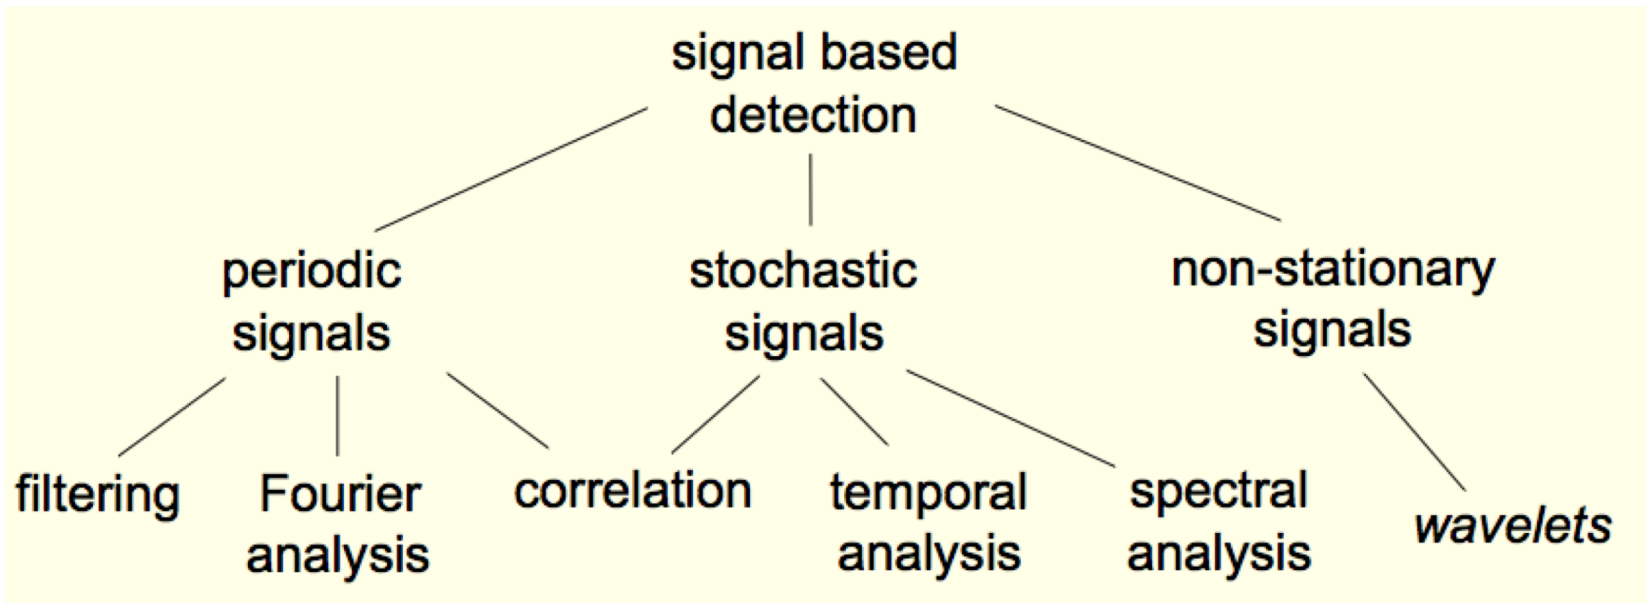 signal based
detection
periodic
signals
stochastic
signals
non-stationary
signals
filtering
Fourier
analysis
correlation
temporal
analysis
spectral
analysis
wavelets